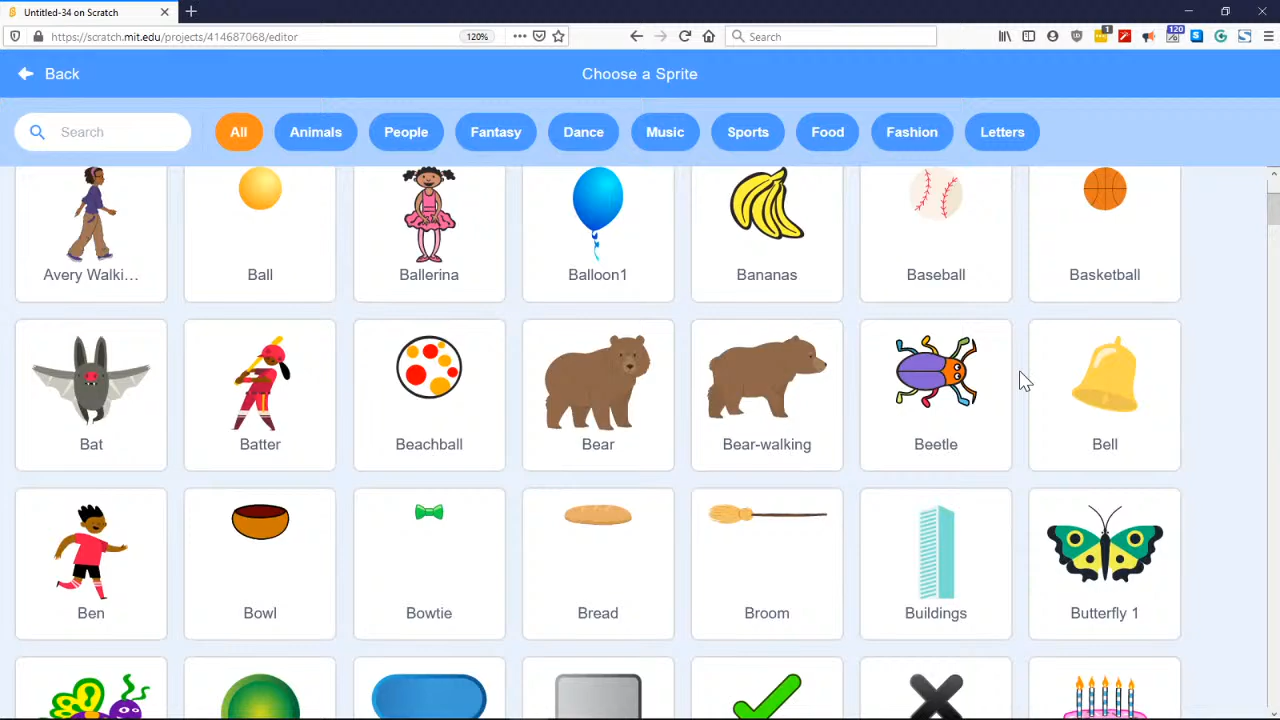 Untitled-34 on Scratch
https://scratch.mit.edu/projects/414687068/editor
120%
Search
1
120
Back
Choose a Sprite
Search
All
Animals
People
Fantasy
Dance
Music
Sports
Food
Fashion
Letters
Avery Walki...
Ball
Ballerina
Balloon1
Bananas
Baseball
Basketball
Bat
Batter
Beachball
Bear
Bear-walking
Beetle
Bell
Ben
Bowl
Bowtie
Bread
Broom
Buildings
Butterfly 1